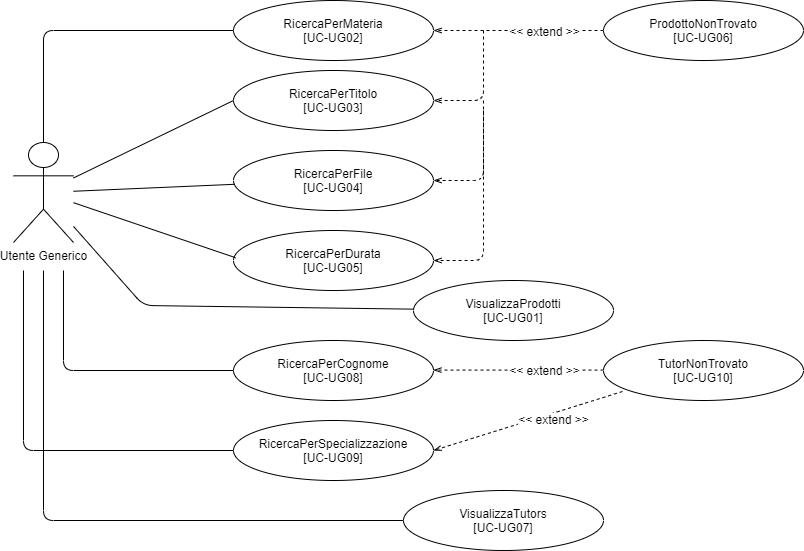 RicercaPerMateria
[UC-UG02]
<< extend >>
ProdottoNonTrovato
[UC-UG06]
RicercaPerTitolo
[UC-UG03]
RicercaPerFile
[UC-UG04]
Utente Generico
RicercaPerDurata
[UC-UG05]
VisualizzaProdotti
[UC-UG01]
RicercaPerCognome
[UC-UG08]
<< extend >>
TutorNonTrovato
[UC-UG10]
<< extend >>
RicercaPerSpecializzazione
[UC-UG09]
VisualizzaTutors
[UC-UG07]